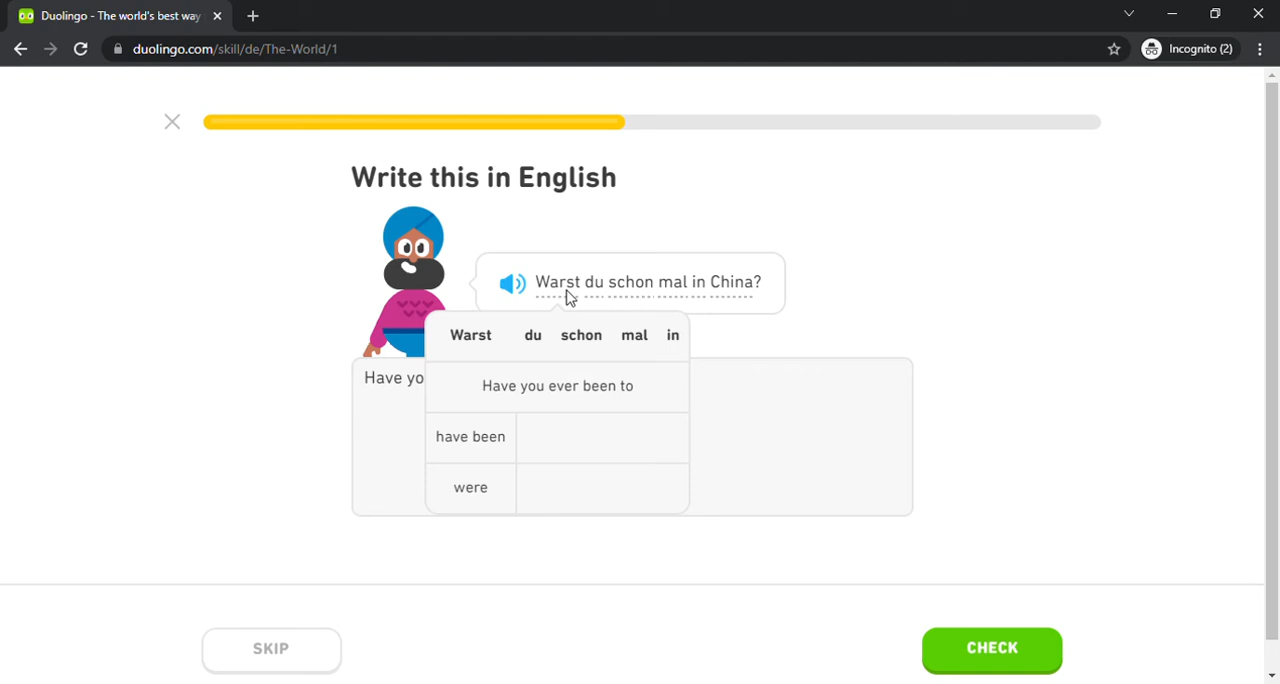 Duolingo - The world's best way
duolingo.com/skill/de/The-World/1
Incognito (2)
Write this in English
Warst du schon mal in China?
Warst du schon mal in
Have you ever been to
Have yo
have been
were
SKIP
CHECK